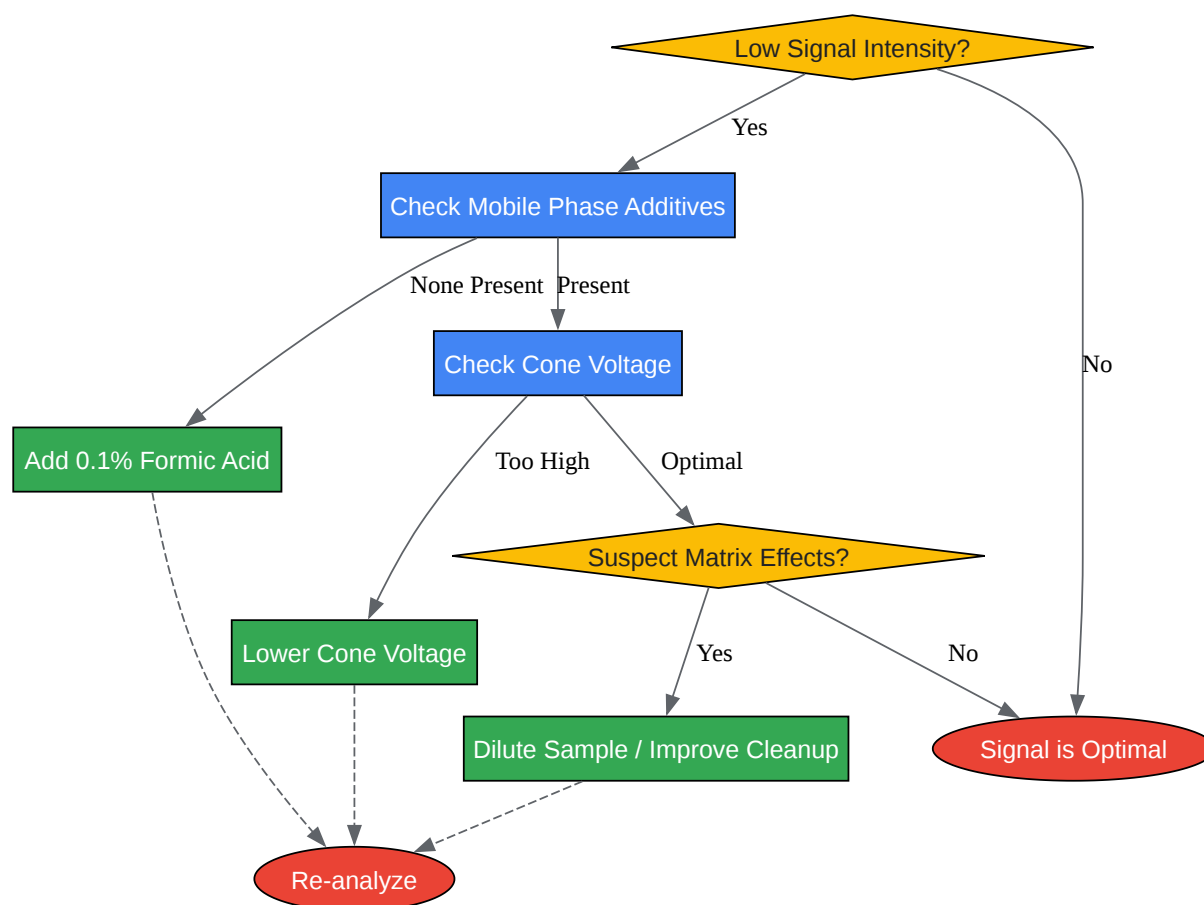 Low Signal Intensity?
Yes
Check Mobile Phase Additives
None Present
Present
Check Cone Voltage
No
Add 0.1% Formic Acid
Too High
Optimal
Suspect Matrix Effects?
Lower Cone Voltage
Yes
No
Dilute Sample / Improve Cleanup
Signal is Optimal
Re-analyze